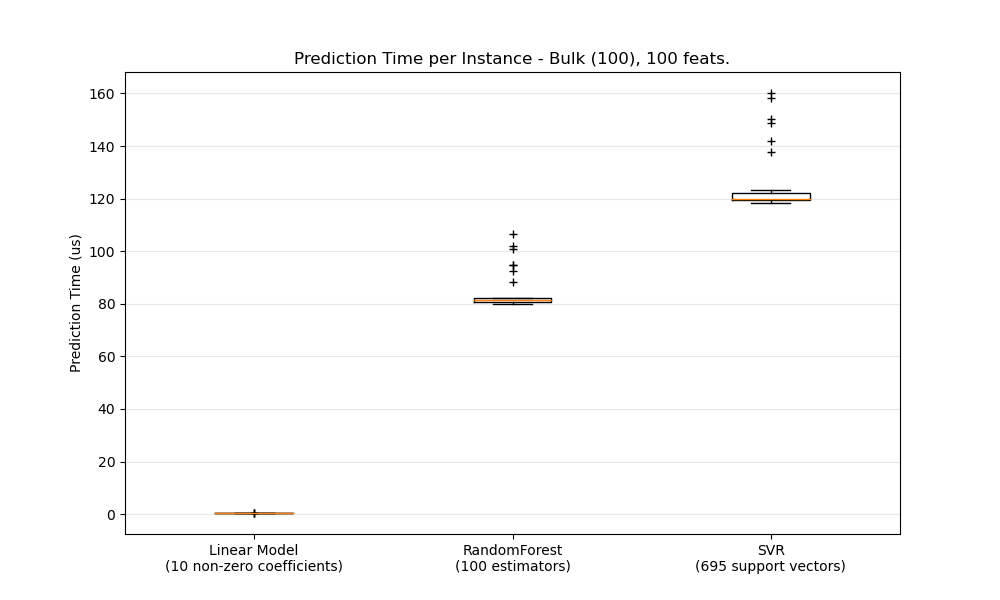 Prediction Time per Instance - Bulk (100), 100 feats.
Prediction Time (us)
160
140
120
100
80
60
40
20
0
Linear Model
(10 non-zero coefficients)
RandomForest
(100 estimators)
SVR
(695 support vectors)